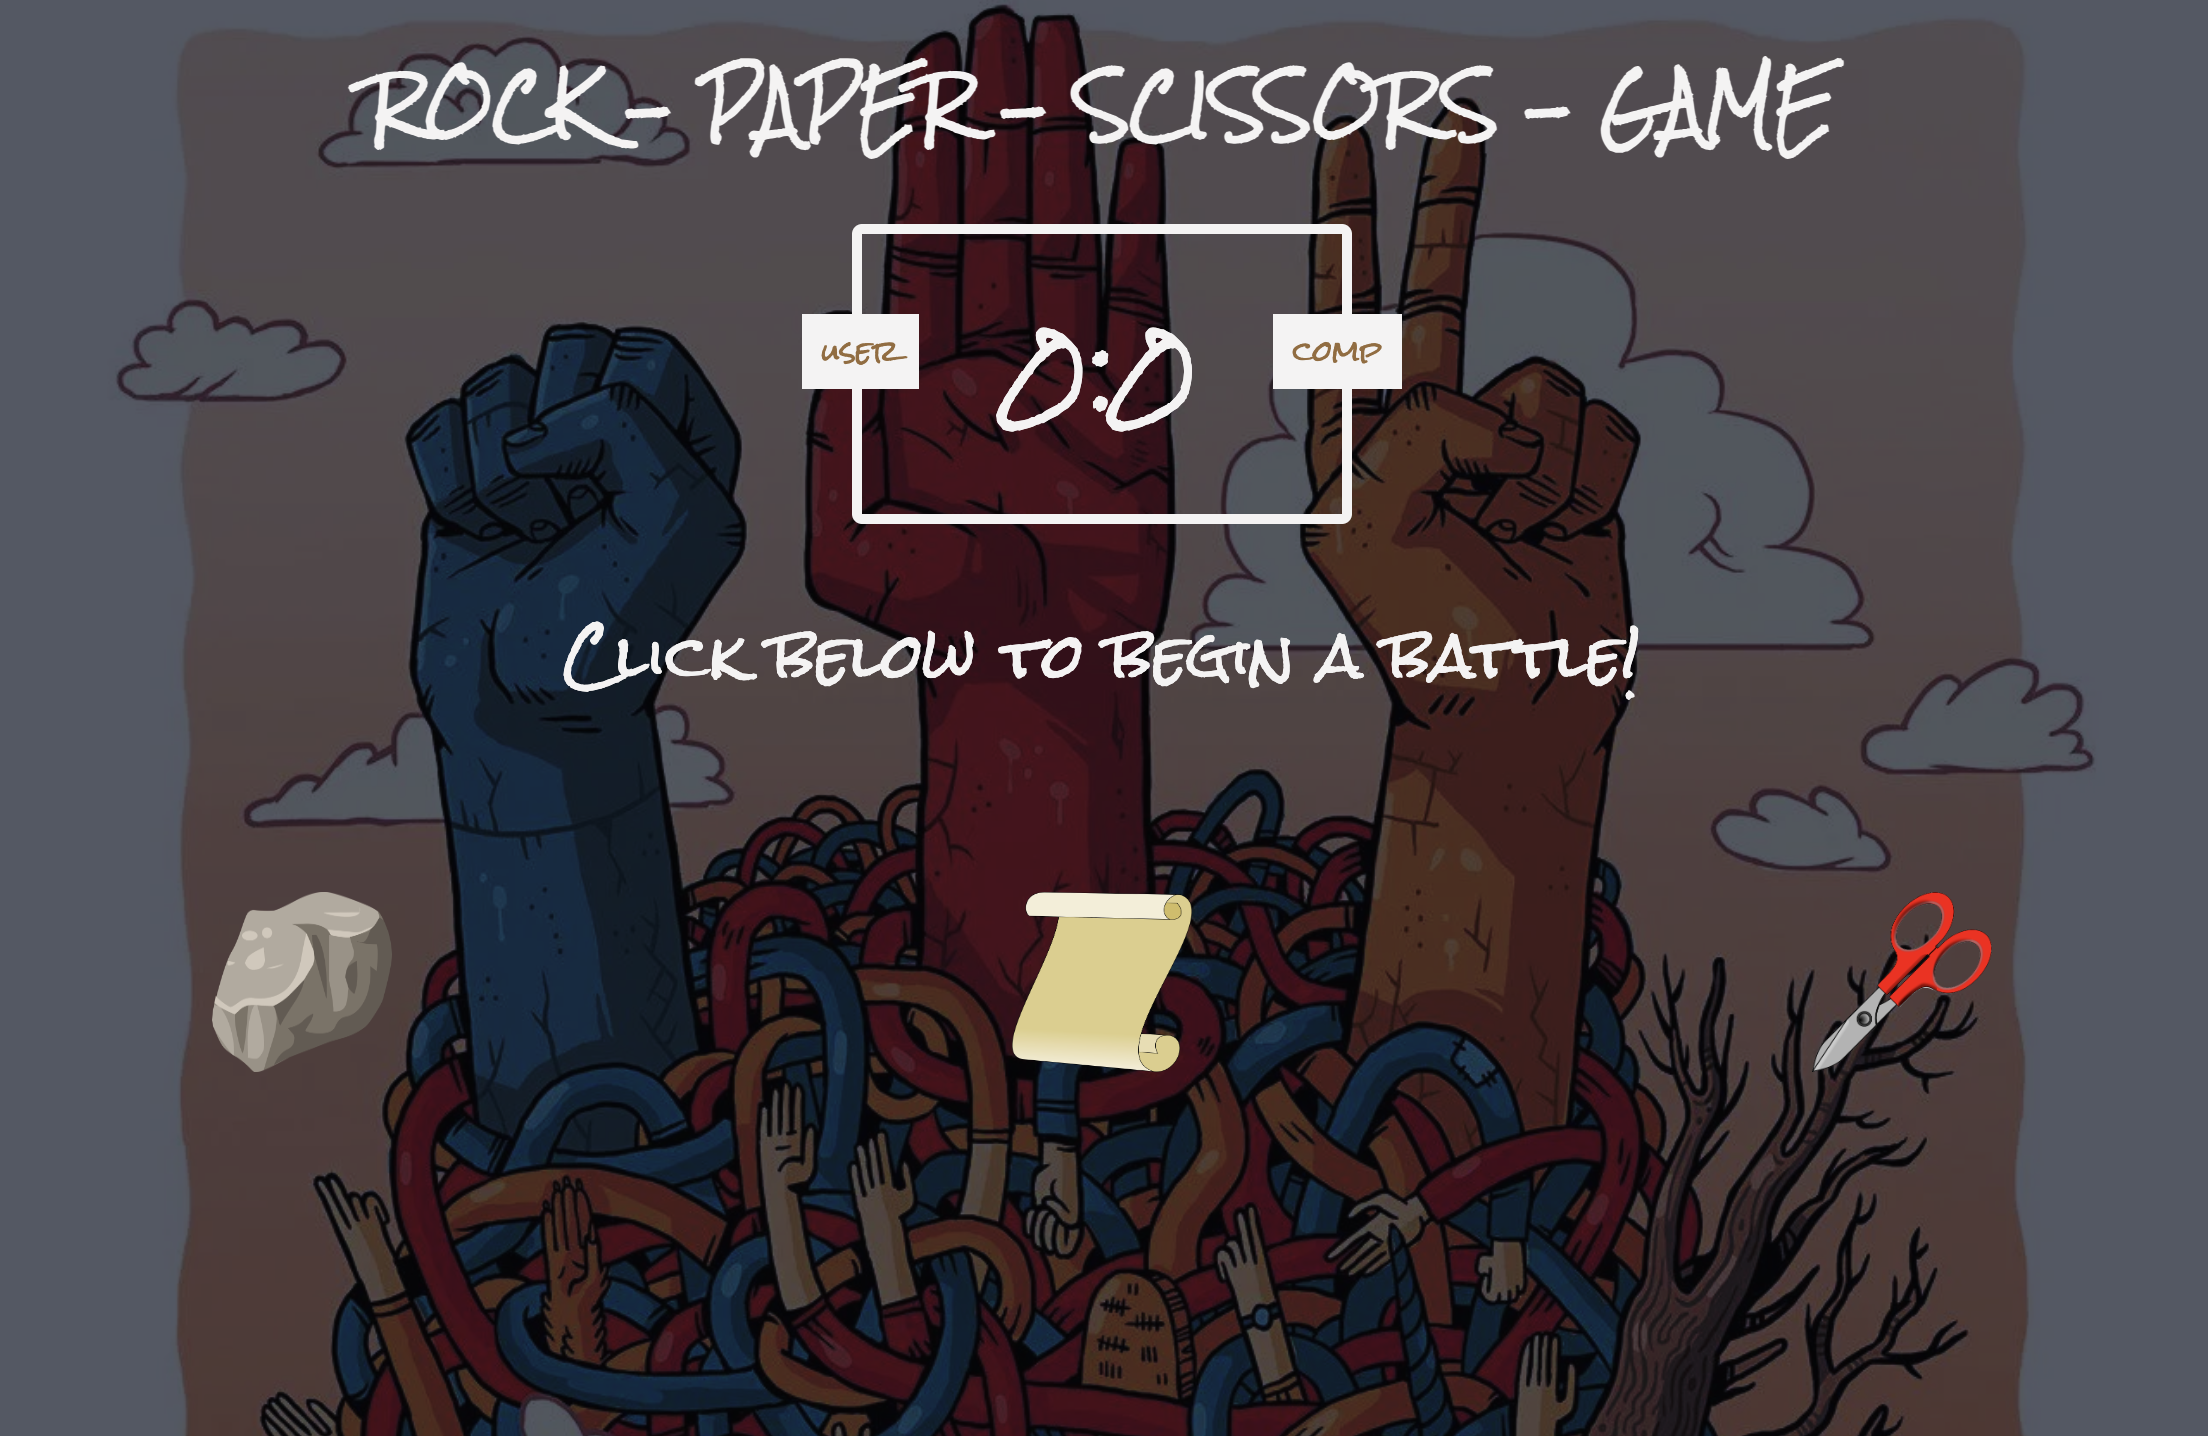 ROCK - PAPER - SCISSORS - GAME
USER
0:0
COMP
Click below to begin a battle!